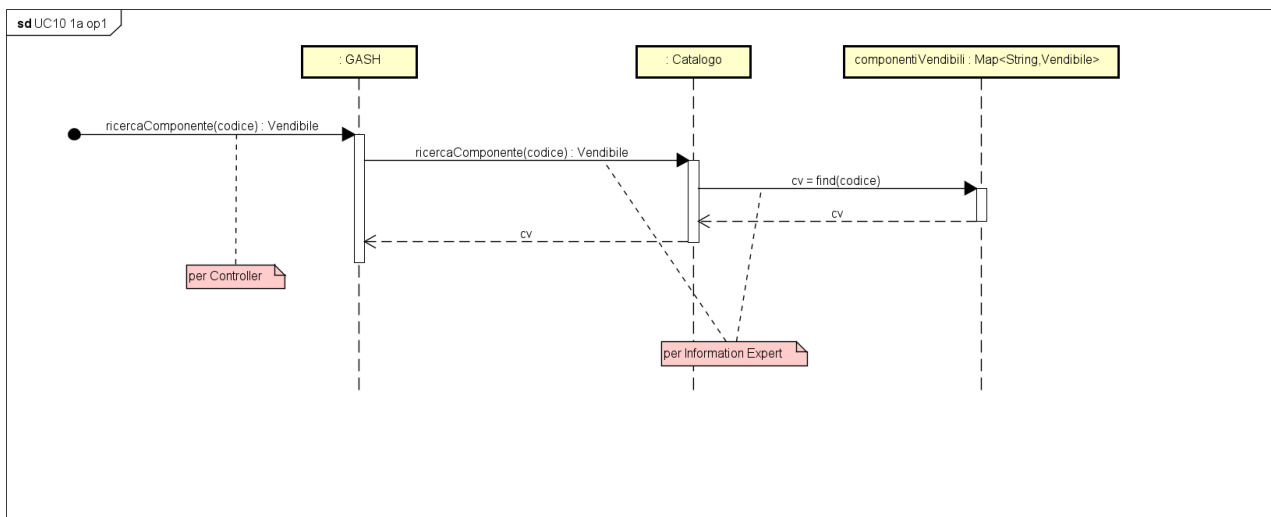 sd UC10 1a op1
: GASH
: Catalogo
componentiVendibili : Map<String,Vendibile>
ricercaComponente(codice) : Vendibile
ricercaComponente(codice) : Vendibile
cv = find(codice)
cv
cv
per Controller
per Information Expert